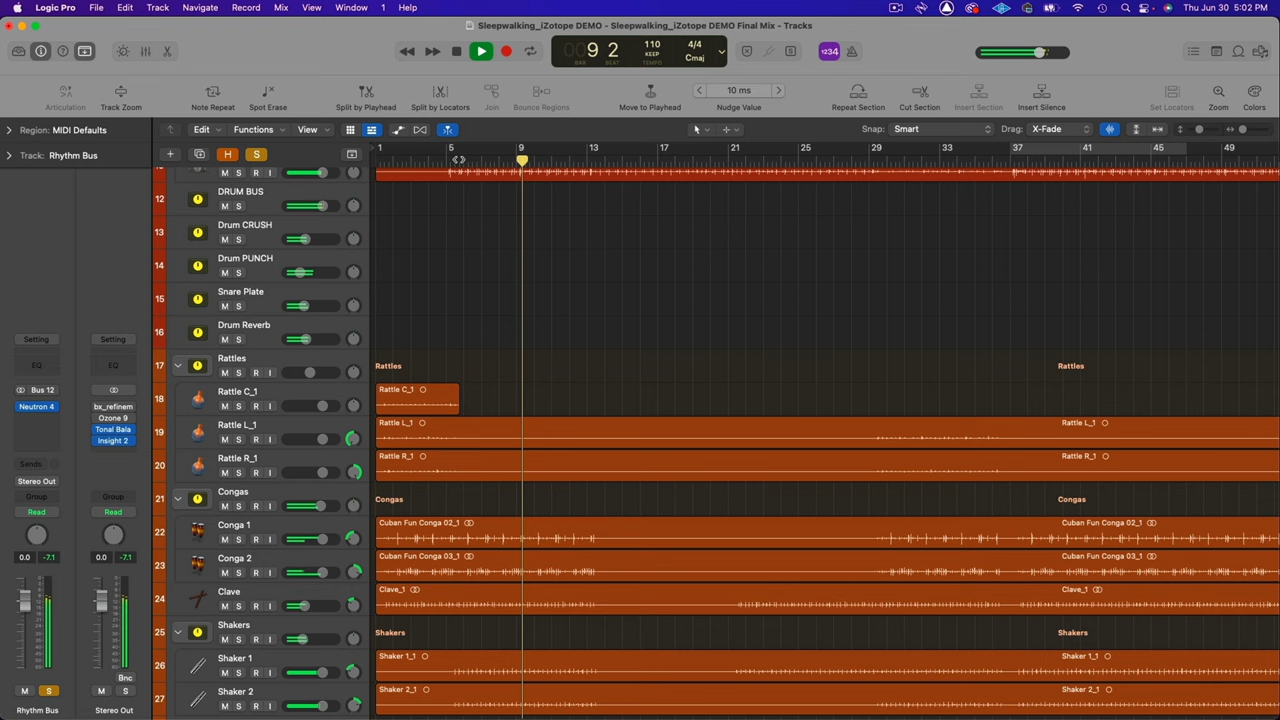 Logic Pro File Edit Track Navigate Record Mix View Window 1 Help Thu Jun 30 5:02 PM
Sleepwalking_iZotope DEMO - Sleepwalking_iZotope DEMO Final Mix - Tracks
009 2 110 4/4
BAR BEAT KEEP TEMPO Cmaj
1234
Articulation Track Zoom Note Repeat Spot Erase Split by Playhead Split by Locators Join Bounce Regions Move to Playhead 10 ms Nudge Value Repeat Section Cut Section Insert Section Insert Silence Set Locators Zoom Colors
Region: MIDI Defaults
Edit Functions View Snap: Smart Drag: X-Fade
Track: Rhythm Bus
H S
1 5 9 13 17 21 25 29 33 37 41 45 49
M S
12 DRUM BUS
M S
13 Drum CRUSH
M S
14 Drum PUNCH
M S
15 Snare Plate
M S
16 Drum Reverb
M S
17 Rattles
M S R I
Rattles Rattles
18 Rattle C_1
M S R I
Rattle C_1
19 Rattle L_1
M S R I
Rattle L_1 Rattle L_1
20 Rattle R_1
M S R I
Rattle R_1 Rattle R_1
21 Congas
M S R I
Congas Congas
22 Conga 1
M S R I
Cuban Fun Conga 02_1 Cuban Fun Conga 02_1
23 Conga 2
M S R I
Cuban Fun Conga 03_1 Cuban Fun Conga 03_1
24 Clave
M S R I
Clave_1 Clave_1
25 Shakers
M S R I
Shakers Shakers
26 Shaker 1
M S R I
Shaker 1_1 Shaker 1_1
27 Shaker 2
M S R I
Shaker 2_1 Shaker 2_1
Setting Setting
EQ EQ
Bus 12
Neutron 4 bx_refinem
Ozone 9
Tonal Bala
Insight 2
Sends
Stereo Out
Group Group
Read Read
0.0 -7.1 0.0 -7.1
Bnc
M S M
Rhythm Bus Stereo Out